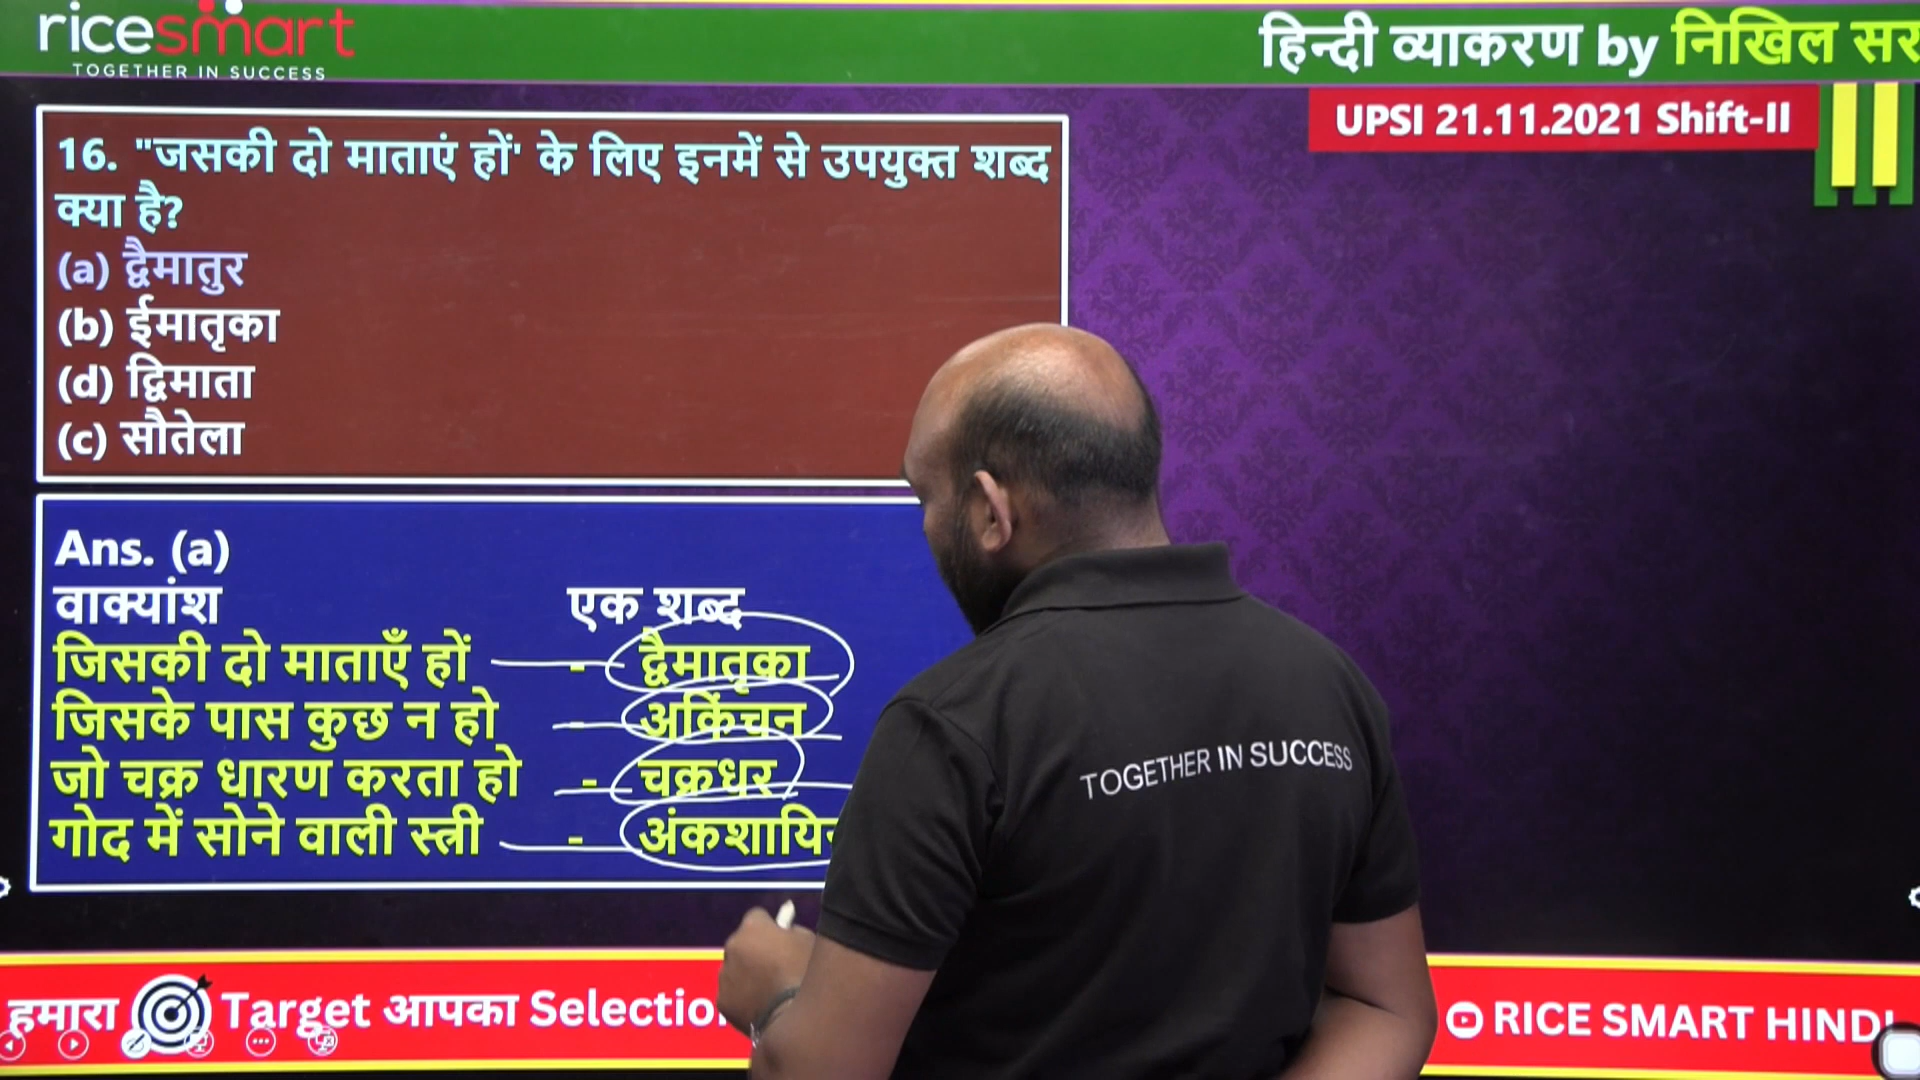 ricesmart
TOGETHER IN SUCCESS
हिन्दी व्याकरण by निखिल सर
UPSI 21.11.2021 Shift-II
16. "जसकी दो माताएं हों' के लिए इनमें से उपयुक्त शब्द
क्या है?
(a) द्वैमातुर
(b) ईमातृका
(d) द्विमाता
(c) सौतेला
Ans. (a)
वाक्यांश एक शब्द
जिसकी दो माताएँ हों - द्वैमातृका
जिसके पास कुछ न हो - अकिंचन
जो चक्र धारण करता हो - चक्रधर
गोद में सोने वाली स्त्री -
TOGETHER IN SUCCESS
हमारा Target आपका
RICE SMART HINDI